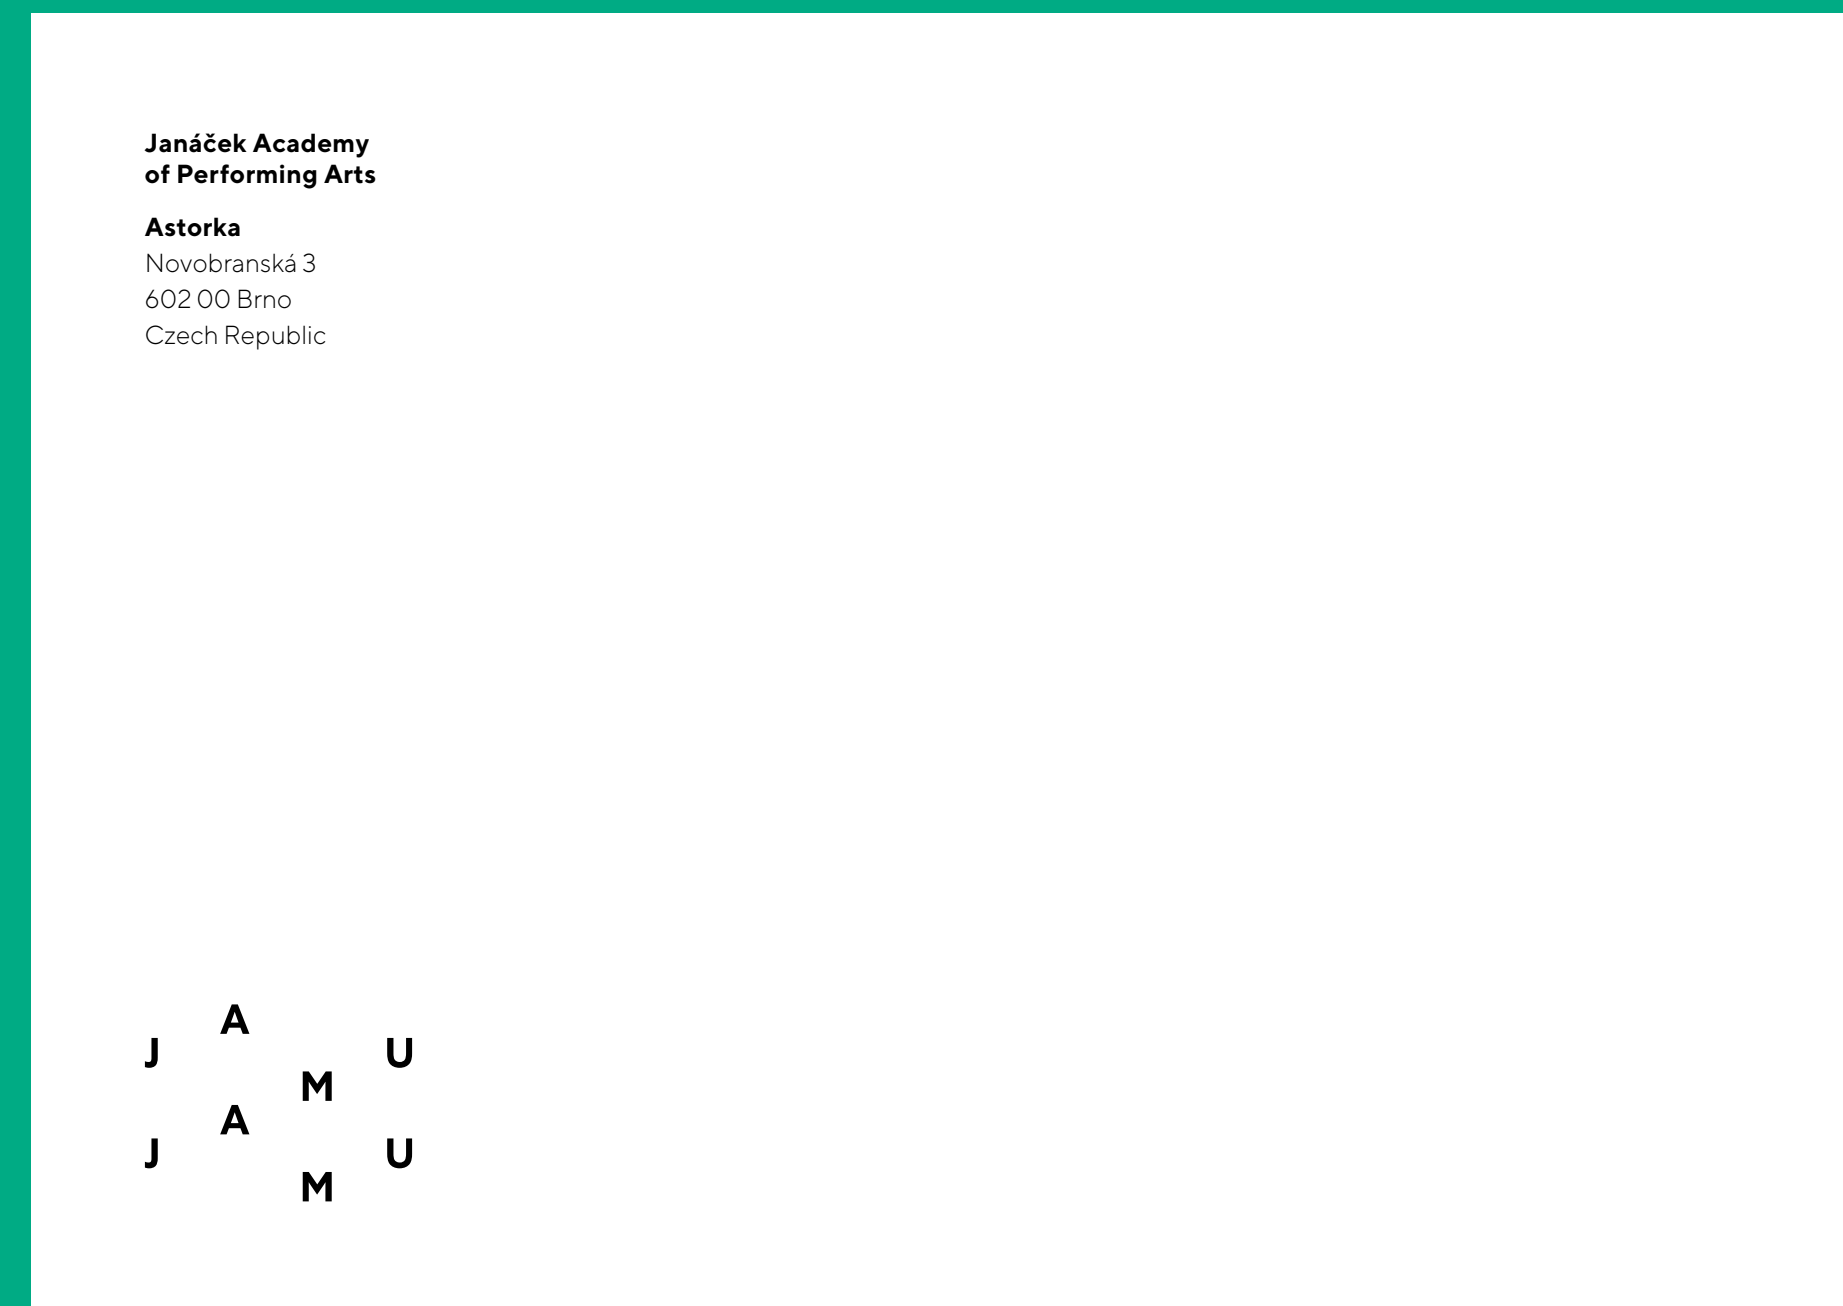 Janáček Academy
of Performing Arts
Astorka
Novobranská 3
602 00 Brno
Czech Republic
J A M U
J A M U